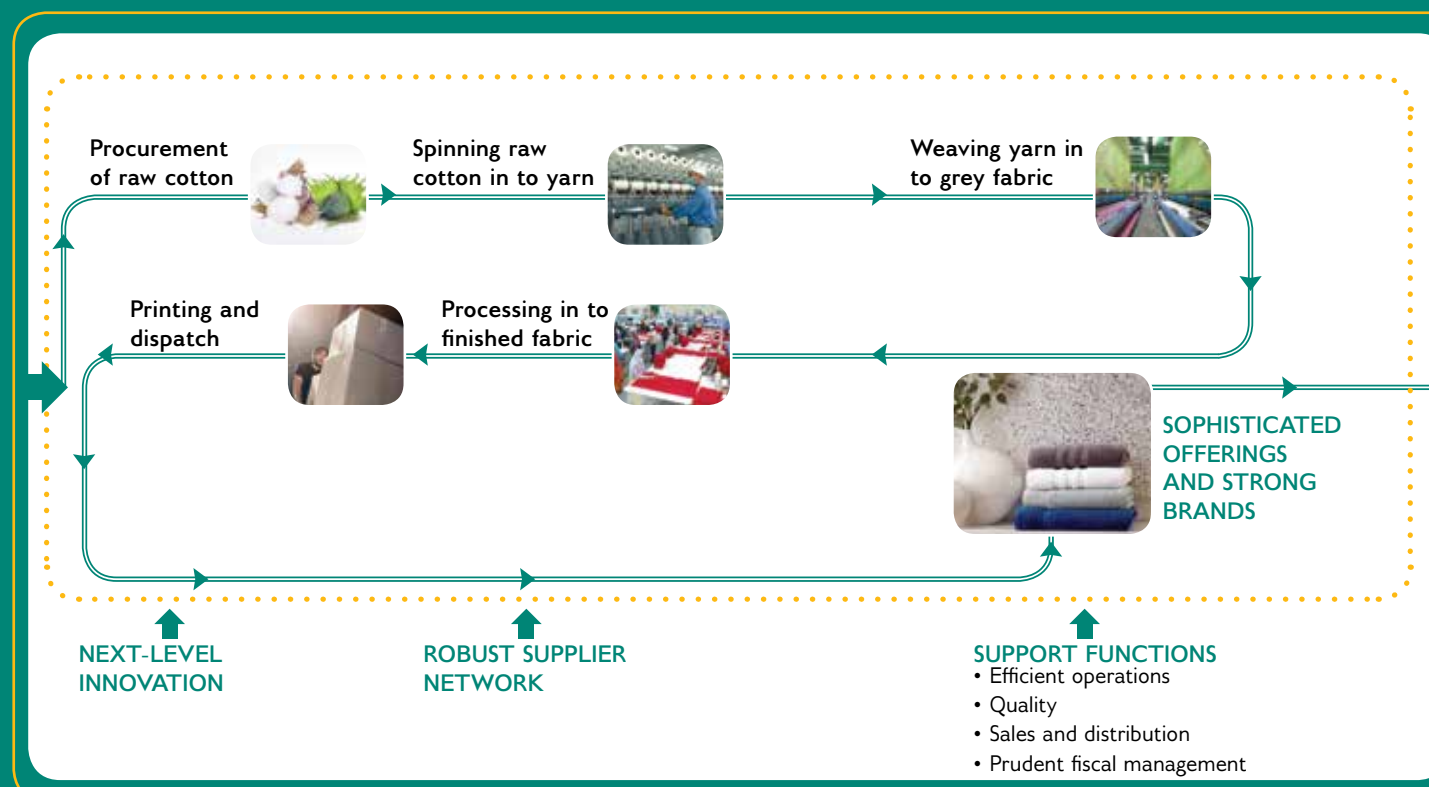 Procurement
of raw cotton
Spinning raw
cotton in to yarn
Weaving yarn in
to grey fabric
Printing and
dispatch
Processing in to
finished fabric
SOPHISTICATED
OFFERINGS
AND STRONG
BRANDS
NEXT-LEVEL
INNOVATION
ROBUST SUPPLIER
NETWORK
SUPPORT FUNCTIONS
• Efficient operations
• Quality
• Sales and distribution
• Prudent fiscal management